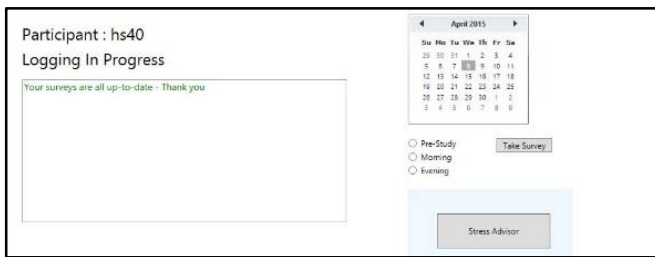 Participant : hs40
Logging In Progress
Your surveys are all up-to-date - Thank you
April 2015
Su Mo Tu We Th Fr Sa
29 30 31 1 2 3 4
5 6 7 8 9 10 11
12 13 14 15 16 17 18
19 20 21 22 23 24 25
26 27 28 29 30 1 2
3 4 5 6 7 8 9
Pre-Study
Take Survey
Morning
Evening
Stress Advisor